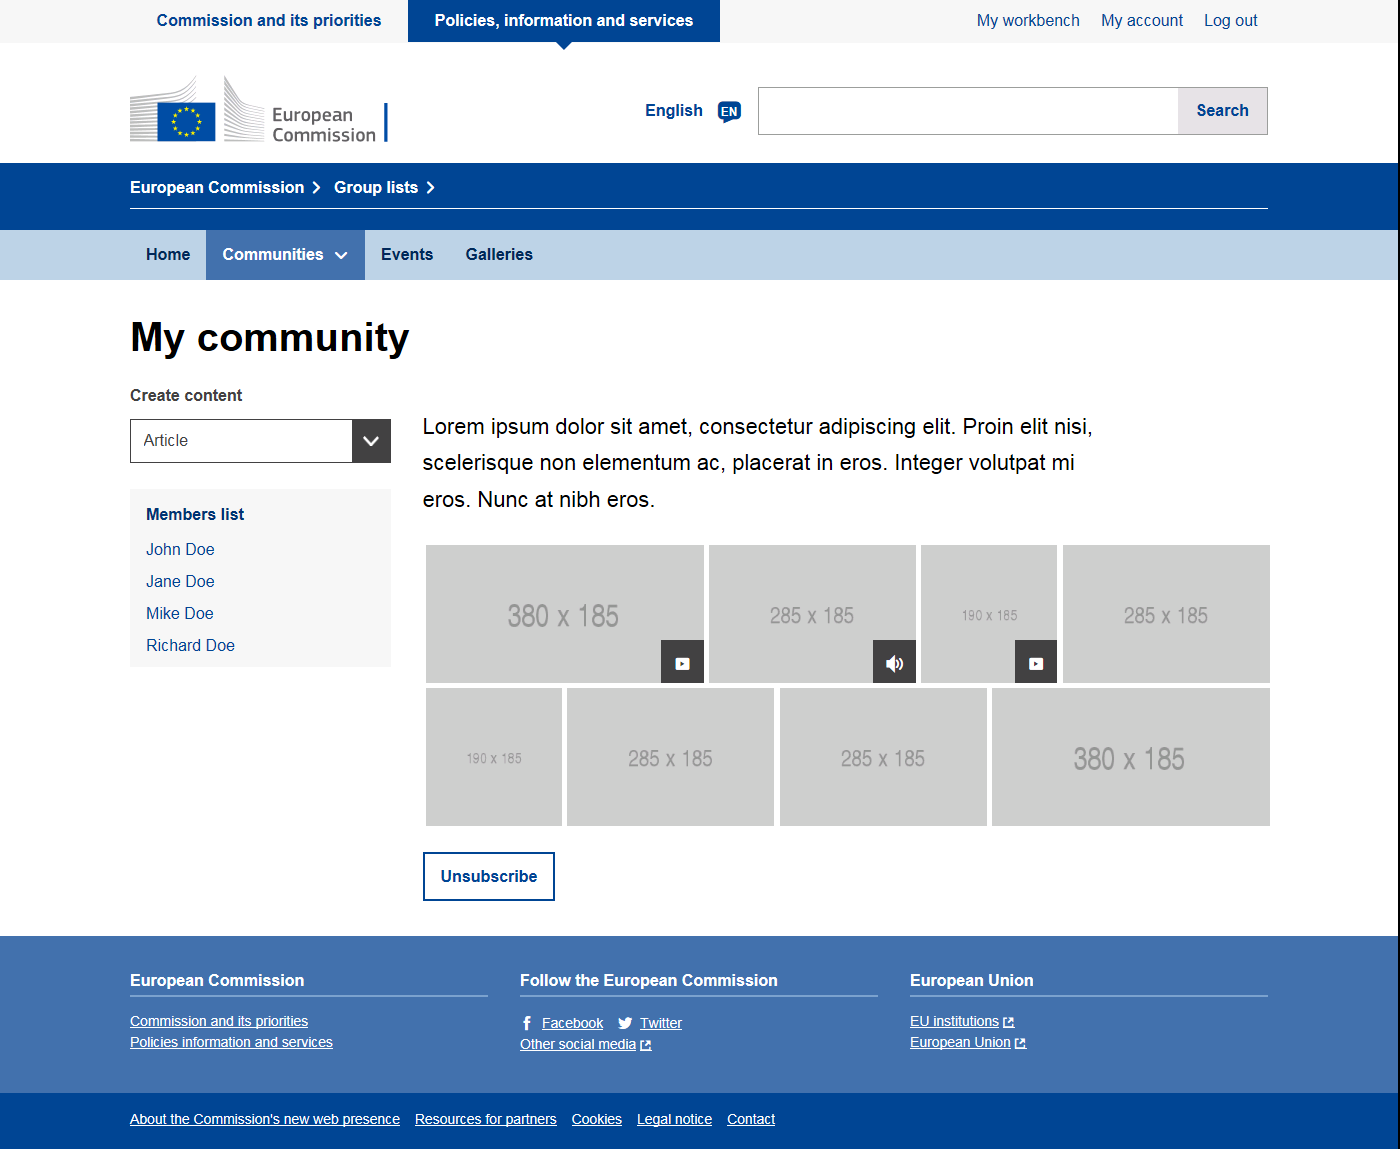 Commission and its priorities
Policies, information and services
My workbench
My account
Log out
European
Commission
English
EN
Search
European Commission
Group lists
Home
Communities
Events
Galleries
My community
Create content
Article
Members list
John Doe
Jane Doe
Mike Doe
Richard Doe
Lorem ipsum dolor sit amet, consectetur adipiscing elit. Proin elit nisi,
scelerisque non elementum ac, placerat in eros. Integer volutpat mi
eros. Nunc at nibh eros.
380 x 185
285 x 185
190 x 185
285 x 185
190 x 185
285 x 185
285 x 185
380 x 185
Unsubscribe
European Commission
Commission and its priorities
Policies information and services
Follow the European Commission
Facebook
Twitter
Other social media
European Union
EU institutions
European Union
About the Commission's new web presence
Resources for partners
Cookies
Legal notice
Contact